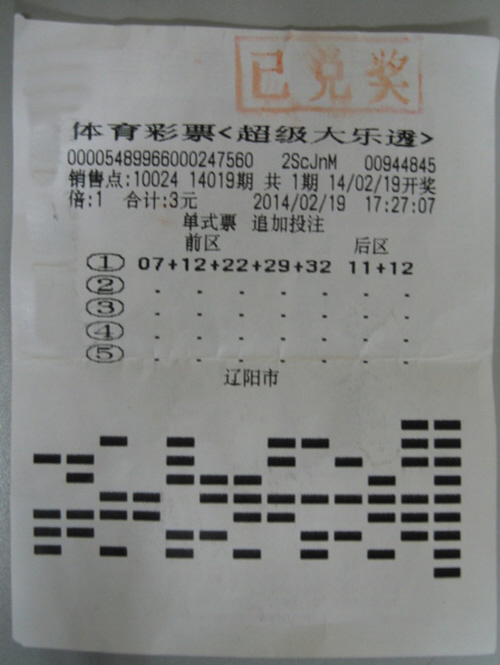 已兑奖
体育彩票<超级大乐透>
00005489966000247560 2ScJnM 00944845
销售点:10024 14019期 共1期 14/02/19开奖
倍:1 合计:3元 2014/02/19 17:27:07
单式票 追加投注
前区 后区
① 07+12+22+29+32 11+12
② . . . . . . .
③ . . . . . . .
④ . . . . . . .
⑤ . . . . . . .
辽阳市